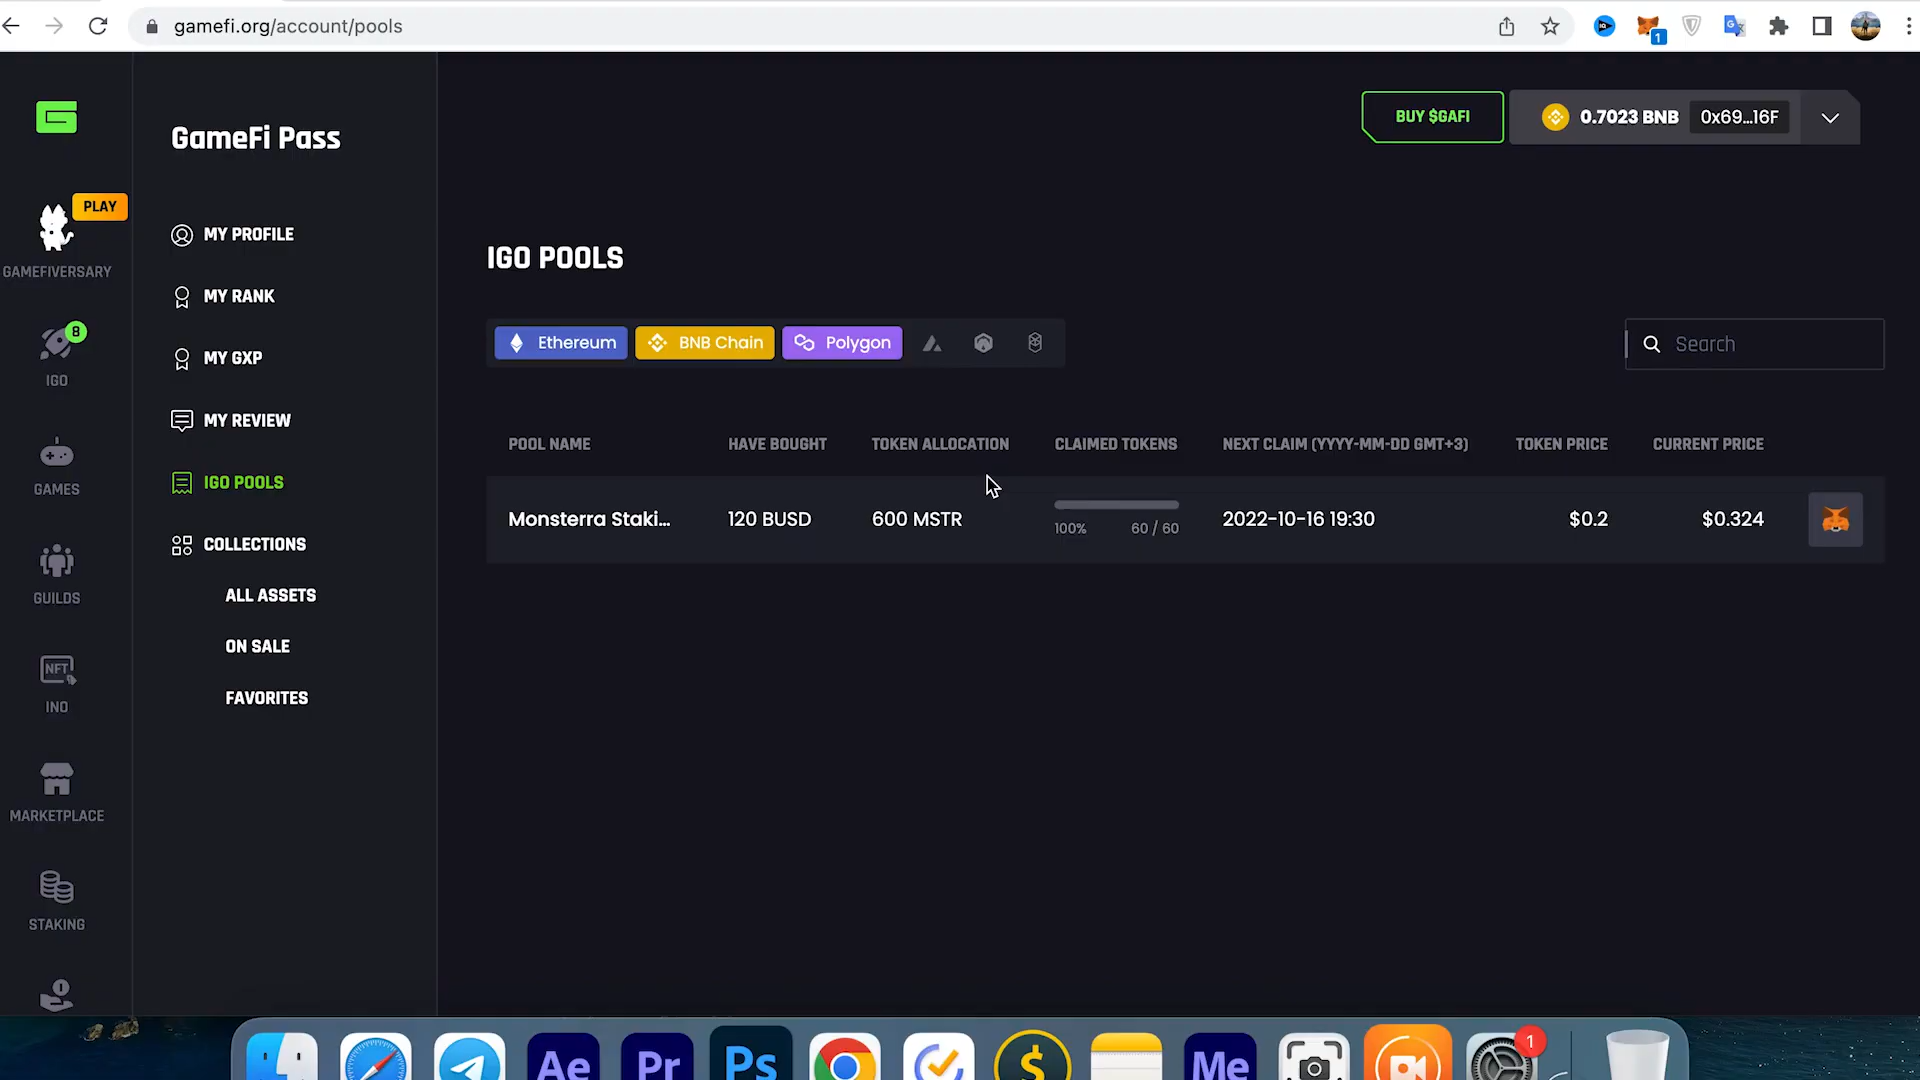 gamefi.org/account/pools
1
BUY $GAFI
0.7023 BNB
0x69...16F
GameFi Pass
PLAY
GAMEFIVERSARY
8
IGO
GAMES
GUILDS
NFT
INO
MARKETPLACE
STAKING
MY PROFILE
MY RANK
MY GXP
MY REVIEW
IGO POOLS
COLLECTIONS
ALL ASSETS
ON SALE
FAVORITES
IGO POOLS
Ethereum
BNB Chain
Polygon
Search
POOL NAME
HAVE BOUGHT
TOKEN ALLOCATION
CLAIMED TOKENS
NEXT CLAIM (YYYY-MM-DD GMT+3)
TOKEN PRICE
CURRENT PRICE
Monsterra Staki...
120 BUSD
600 MSTR
100%
60 / 60
2022-10-16 19:30
$0.2
$0.324
Ae
Pr
Ps
$
Me
1